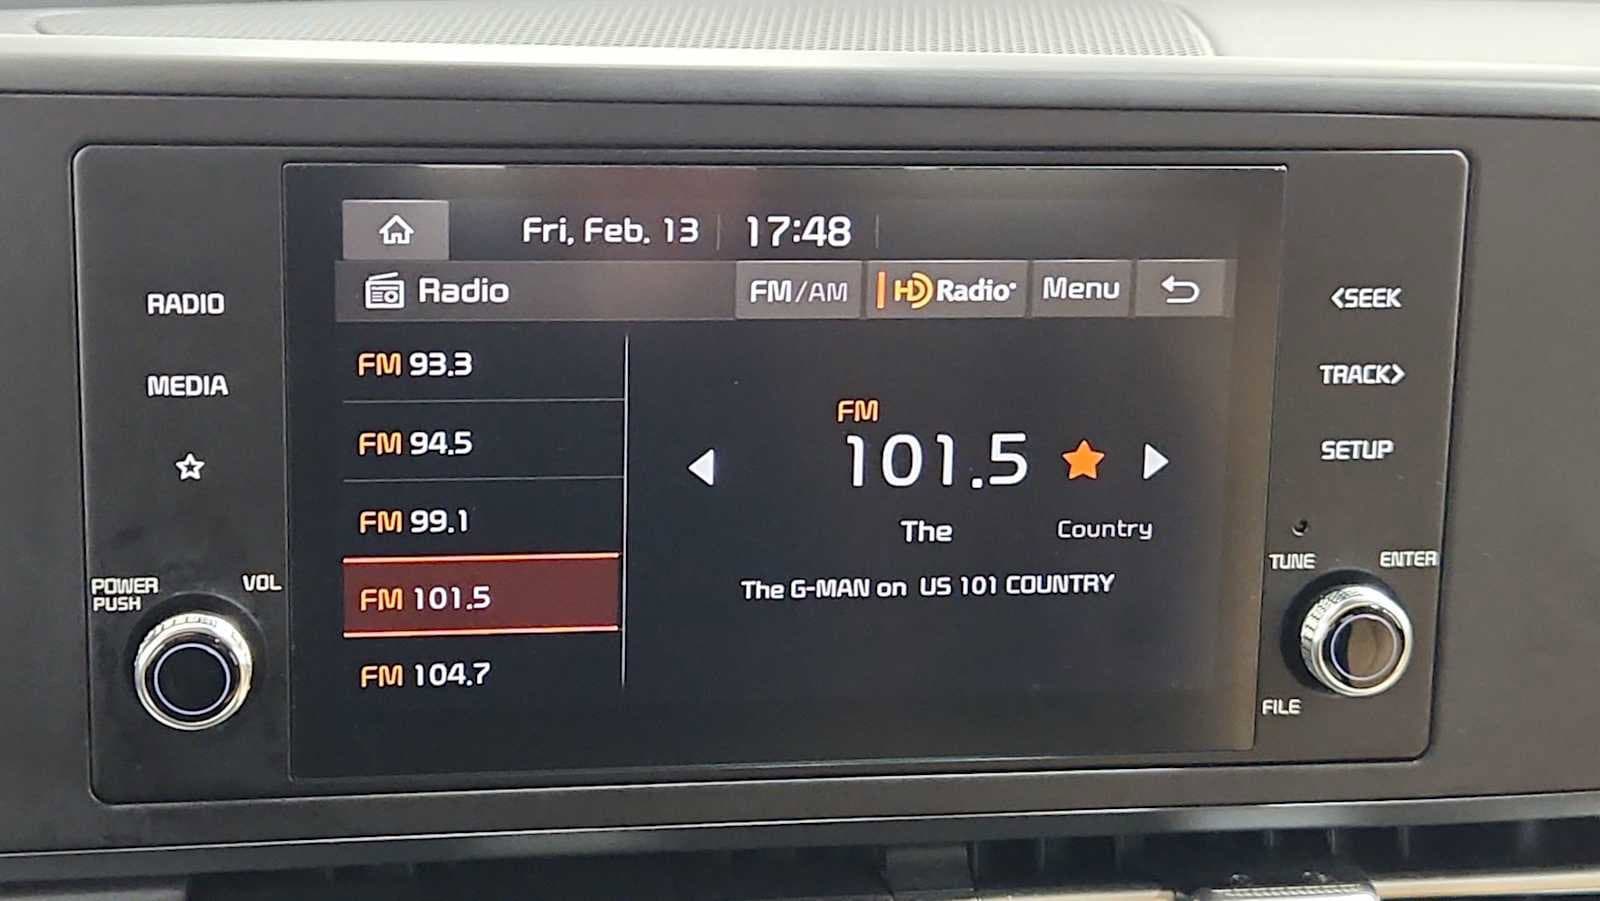 Fri, Feb. 13 17:48
Radio FM/AM HD Radio Menu
RADIO
MEDIA
POWER PUSH
VOL
FM 93.3
FM 94.5
FM 99.1
FM 101.5
FM 104.7
FM
101.5
The Country
The G-MAN on US 101 COUNTRY
<SEEK
TRACK>
SETUP
TUNE
ENTER
FILE